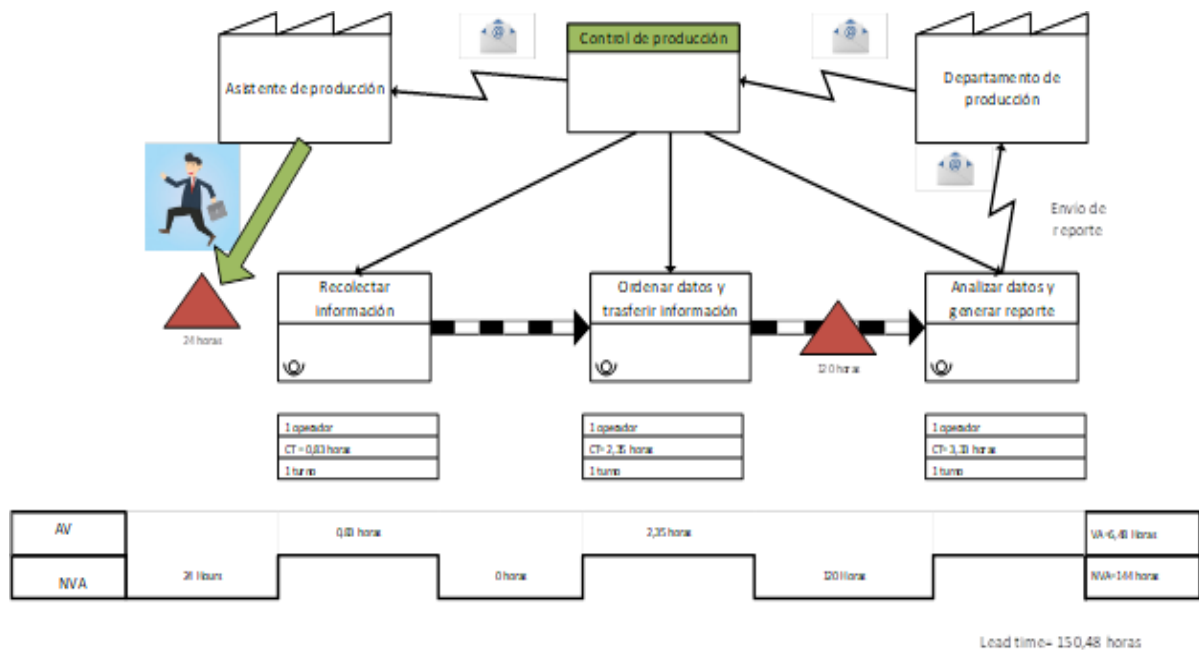 Control de producción
Asistente de producción
Departamento de
producción
Envío de
reporte
Recolectar
información
Ordenar datos y
trasferir información
Analizar datos y
generar reporte
24 horas
120 horas
1 operador
CT = 0,83 horas
1 turno
1 operador
CT= 2,35 horas
1 turno
1 operador
CT= 3,30 horas
1 turno
AV
0,83 horas
2,35 horas
VA=6,48 Horas
NVA
24 Hours
0 horas
120 Horas
NVA=144 horas
Lead time= 150,48 horas